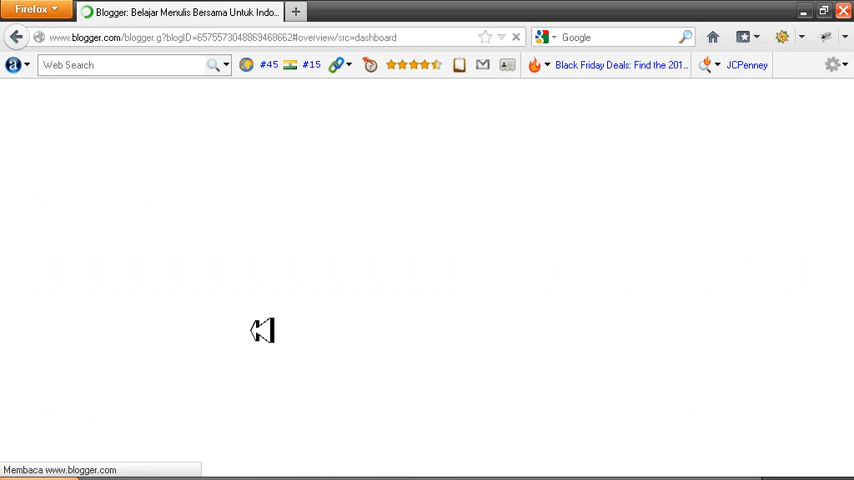 Firefox
Blogger: Belajar Menulis Bersama Untuk Indo...
www.blogger.com/blogger.g?blogID=6575573048869468662#overview/src=dashboard
Google
Web Search
#45
#15
Black Friday Deals: Find the 201...
JCPenney
Membaca www.blogger.com